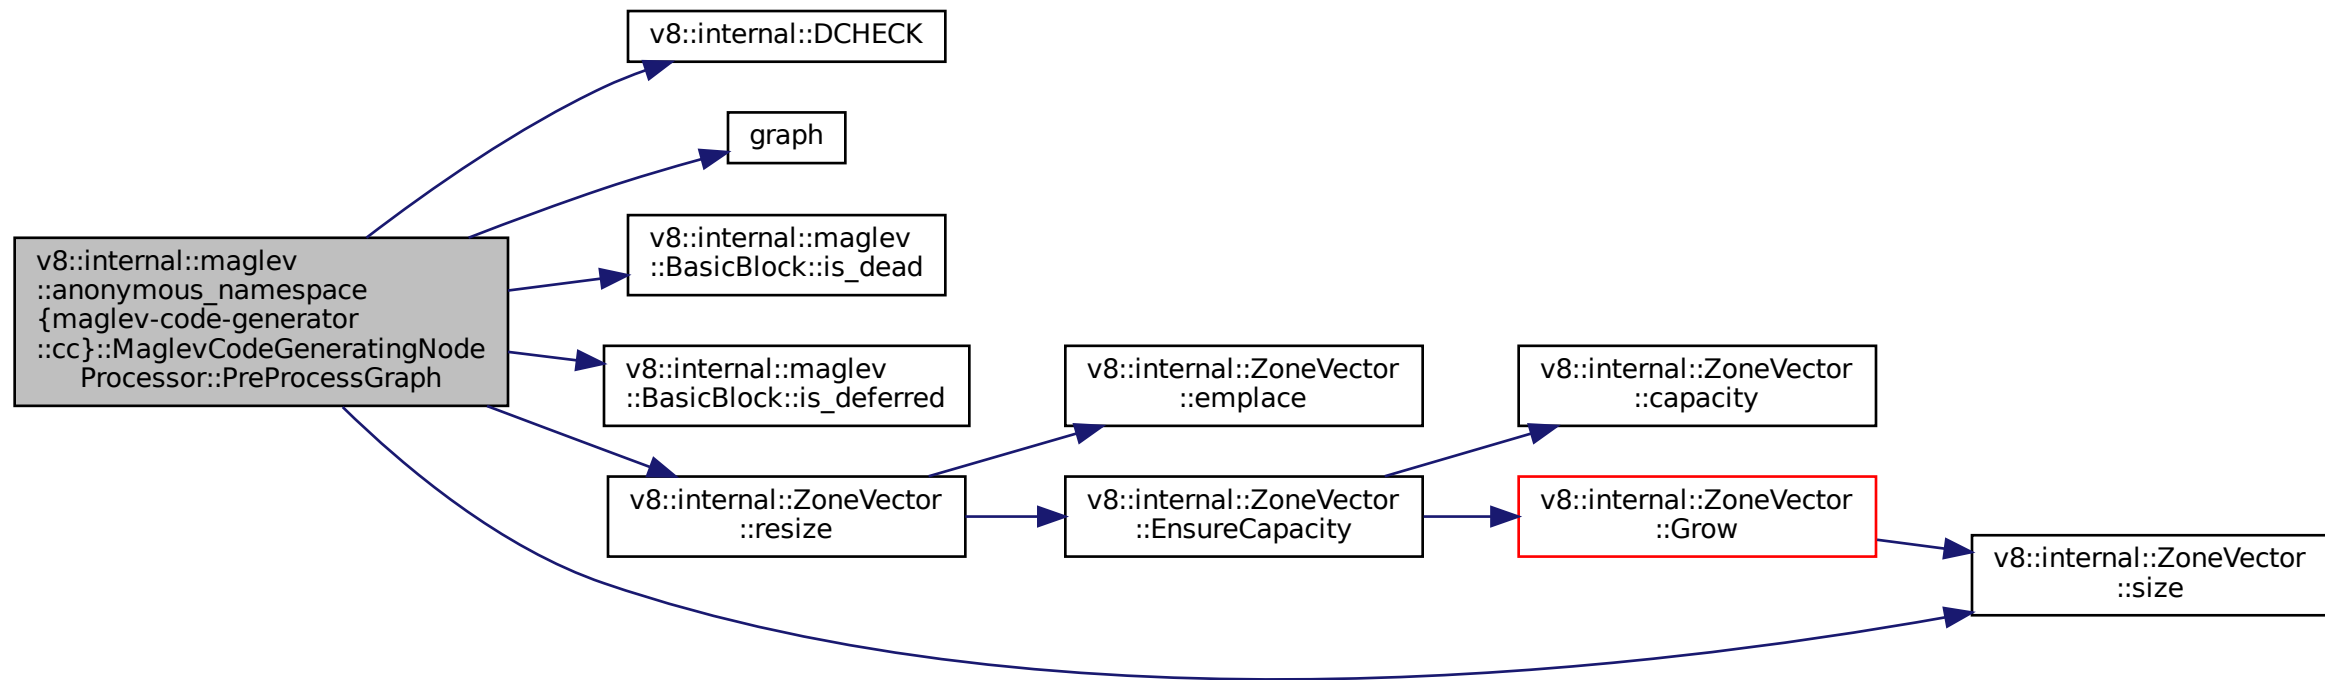 v8::internal::DCHECK
graph
v8::internal::maglev
::BasicBlock::is_dead
v8::internal::maglev
::anonymous_namespace
{maglev-code-generator
::cc}::MaglevCodeGeneratingNode
Processor::PreProcessGraph
v8::internal::maglev
::BasicBlock::is_deferred
v8::internal::ZoneVector
::emplace
v8::internal::ZoneVector
::capacity
v8::internal::ZoneVector
::resize
v8::internal::ZoneVector
::EnsureCapacity
v8::internal::ZoneVector
::Grow
v8::internal::ZoneVector
::size